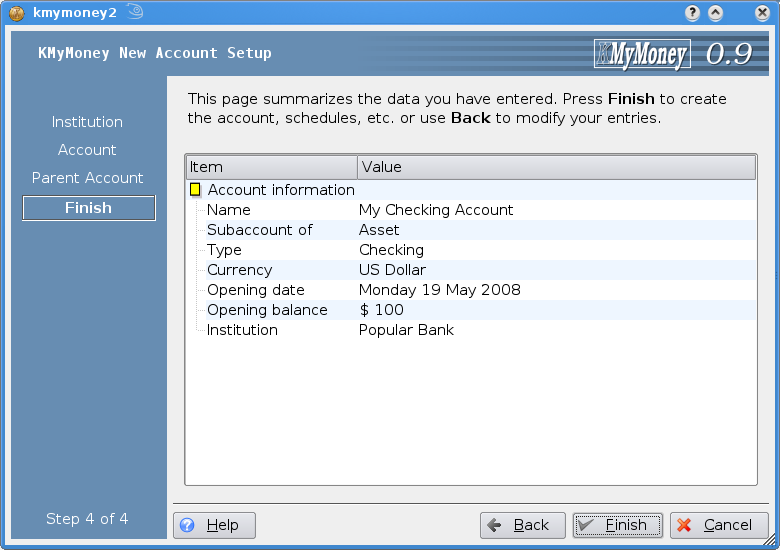 kmymoney2
KMyMoney New Account Setup
KMyMoney 0.9
Institution
Account
Parent Account
Finish
Step 4 of 4
This page summarizes the data you have entered. Press Finish to create
the account, schedules, etc. or use Back to modify your entries.
Item Value
Account information
Name My Checking Account
Subaccount of Asset
Type Checking
Currency US Dollar
Opening date Monday 19 May 2008
Opening balance $ 100
Institution Popular Bank
Help Back Finish Cancel